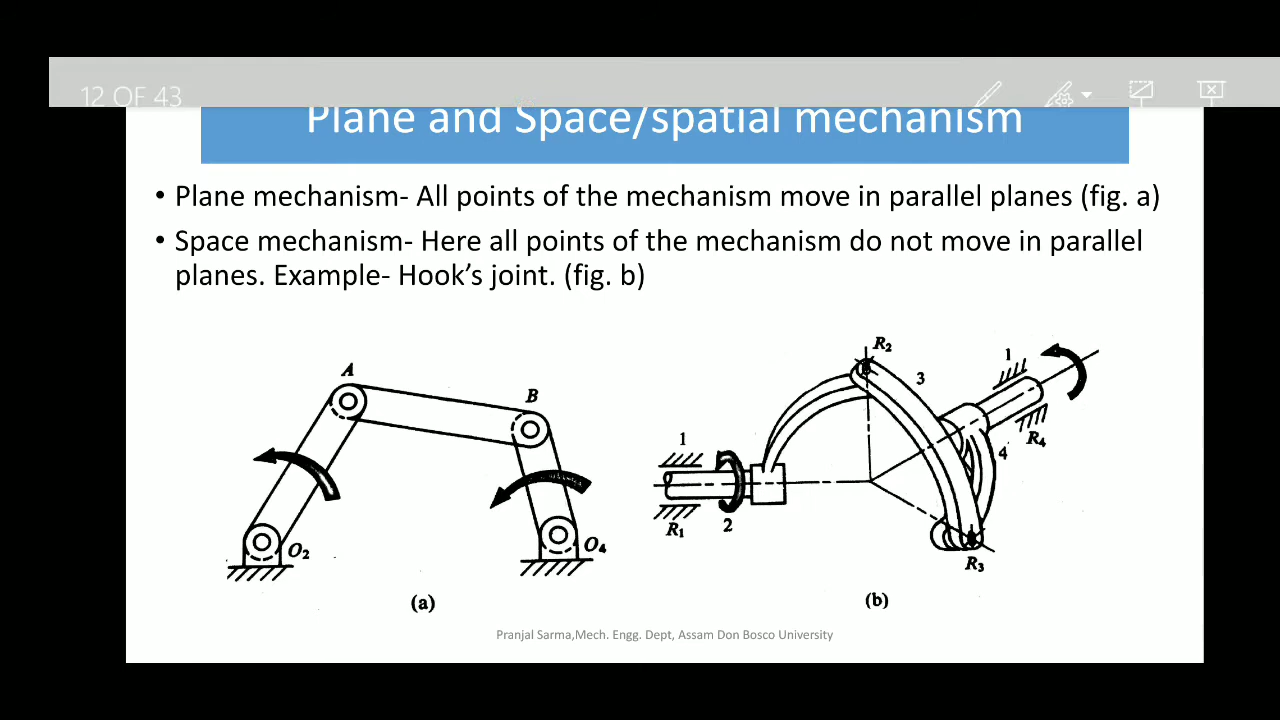 12 OF 43
Plane and Space/spatial mechanism
• Plane mechanism- All points of the mechanism move in parallel planes (fig. a)
• Space mechanism- Here all points of the mechanism do not move in parallel
planes. Example- Hook's joint. (fig. b)
A
B
O2
O4
(a)
R2
3
1
R4
4
1
R1
2
R3
(b)
Pranjal Sarma,Mech. Engg. Dept, Assam Don Bosco University